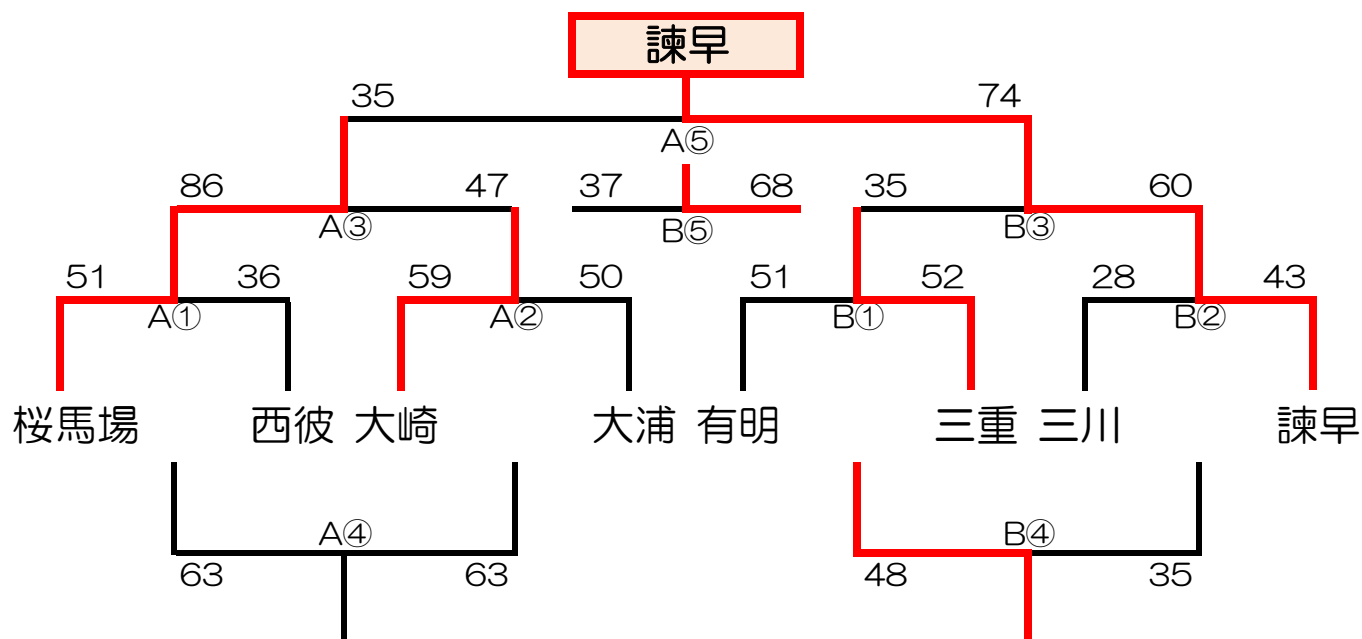 諫早
35 74
A⑤
86 47 37 68 35 60
A③ B⑤ B③
51 36 59 50 51 52 28 43
A① A② B① B②
桜馬場 西彼 大崎 大浦 有明 三重 三川 諫早
A④ B④
63 63 48 35